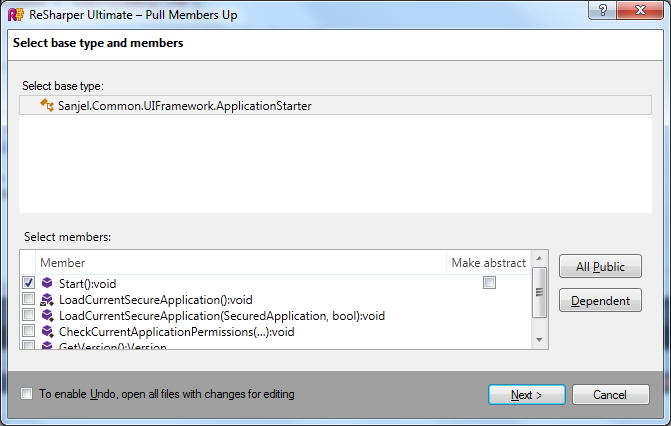 ReSharper Ultimate – Pull Members Up
Select base type and members
Select base type:
Sanjel.Common.UIFramework.ApplicationStarter
Select members:
Member Make abstract
Start():void
All Public
LoadCurrentSecureApplication():void
LoadCurrentSecureApplication(SecuredApplication, bool):void
Dependent
CheckCurrentApplicationPermissions(...):void
GetVersion():Version
To enable Undo, open all files with changes for editing
Next >
Cancel